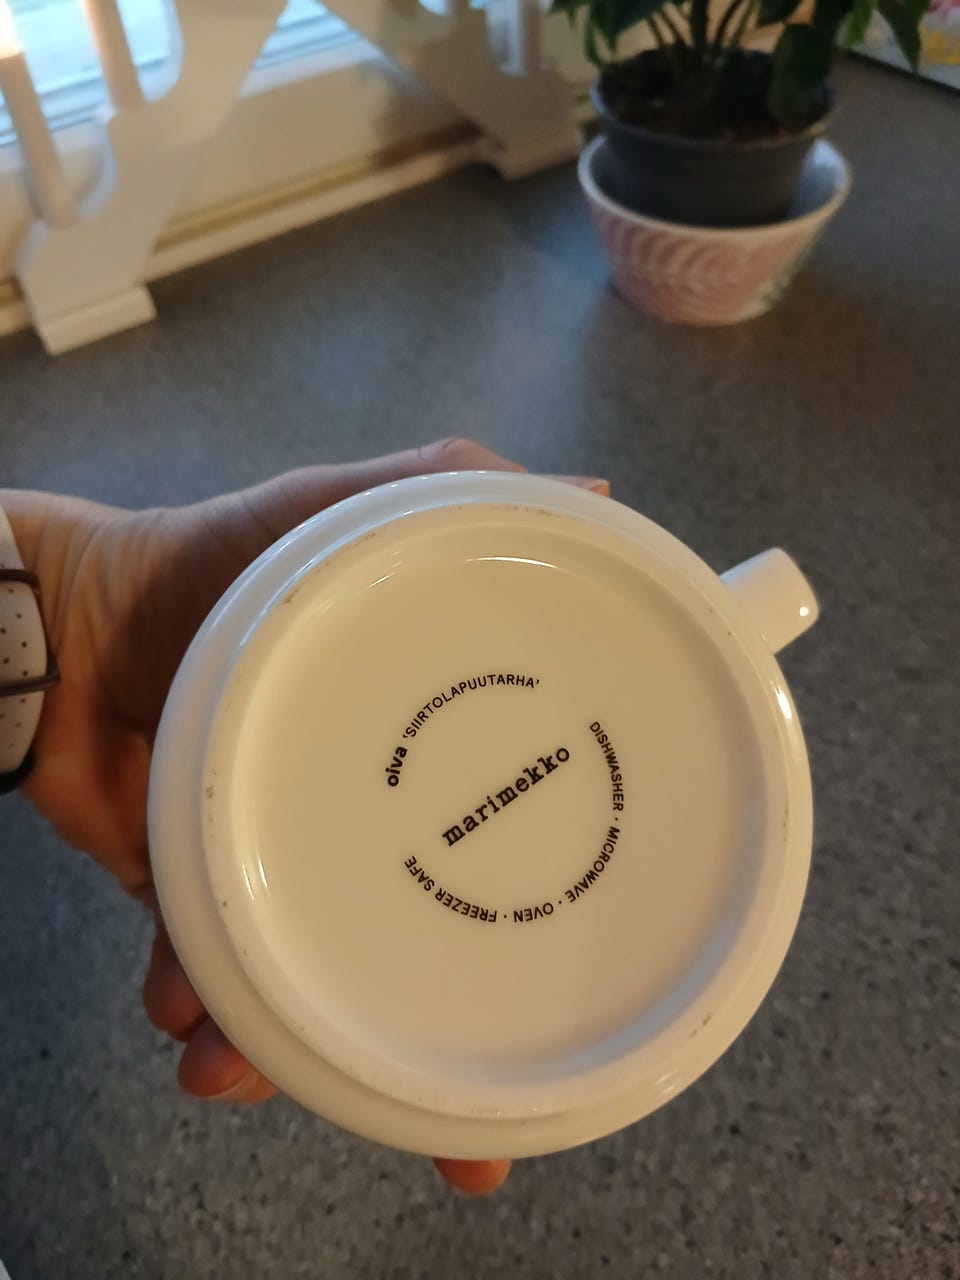 oiva 'SIIRTOLAPUUTARHA'
marimekko
DISHWASHER · MICROWAVE · OVEN · FREEZER SAFE